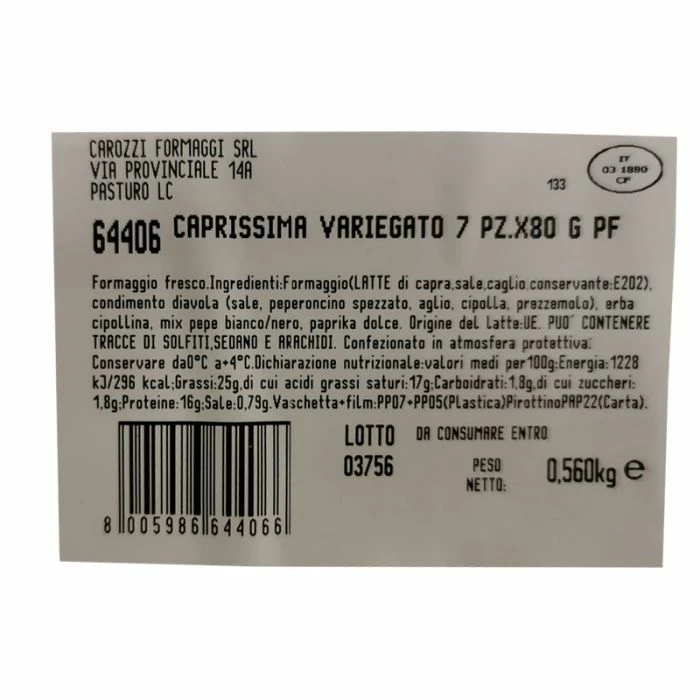 CAROZZI FORMAGGI SRL
VIA PROVINCIALE 14A
PASTURO LC
133
IT
03 1880
CF
64406 CAPRISSIMA VARIEGATO 7 PZ.X80 G PF
Formaggio fresco.Ingredienti:Formaggio(LATTE di capra,sale,caglio,conservante:E202),
condimento diavola (sale, peperoncino spezzato, aglio, cipolla, prezzemolo), erba
cipollina, mix pepe bianco/nero, paprika dolce. Origine del Latte:UE. PUO' CONTENERE
TRACCE DI SOLFITI,SEDANO E ARACHIDI. Confezionato in atmosfera protettiva.
Conservare da0°C a+4°C.Dichiarazione nutrizionale:valori medi per100g:Energia:1228
kJ/296 kcal;Grassi:25g,di cui acidi grassi saturi:17g;Carboidrati:1,8g,di cui zuccheri:
1,8g;Proteine:16g;Sale:0,79g.Vaschetta+film:PP07+PP05(Plastica)PirottinoPAP22(Carta).
LOTTO DA CONSUMARE ENTRO
03756
PESO
NETTO:
0,560kg e
8 005986 644066